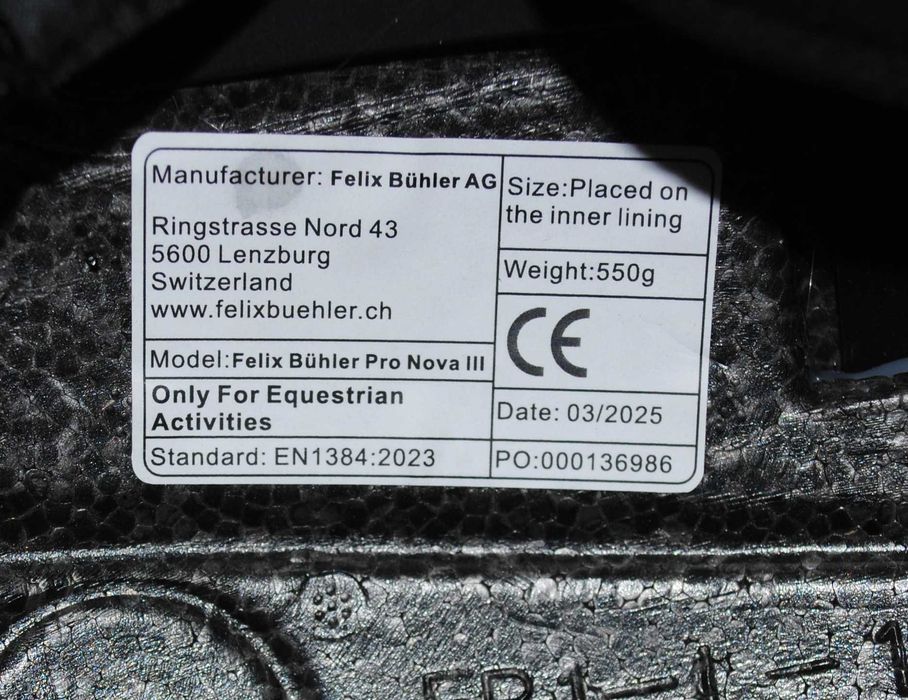 Manufacturer: Felix Bühler AG
Ringstrasse Nord 43
5600 Lenzburg
Switzerland
www.felixbuehler.ch
Model:Felix Bühler Pro Nova III
Only For Equestrian
Activities
Standard: EN1384:2023
Size:Placed on
the inner lining
Weight:550g
CE
Date: 03/2025
PO:000136986